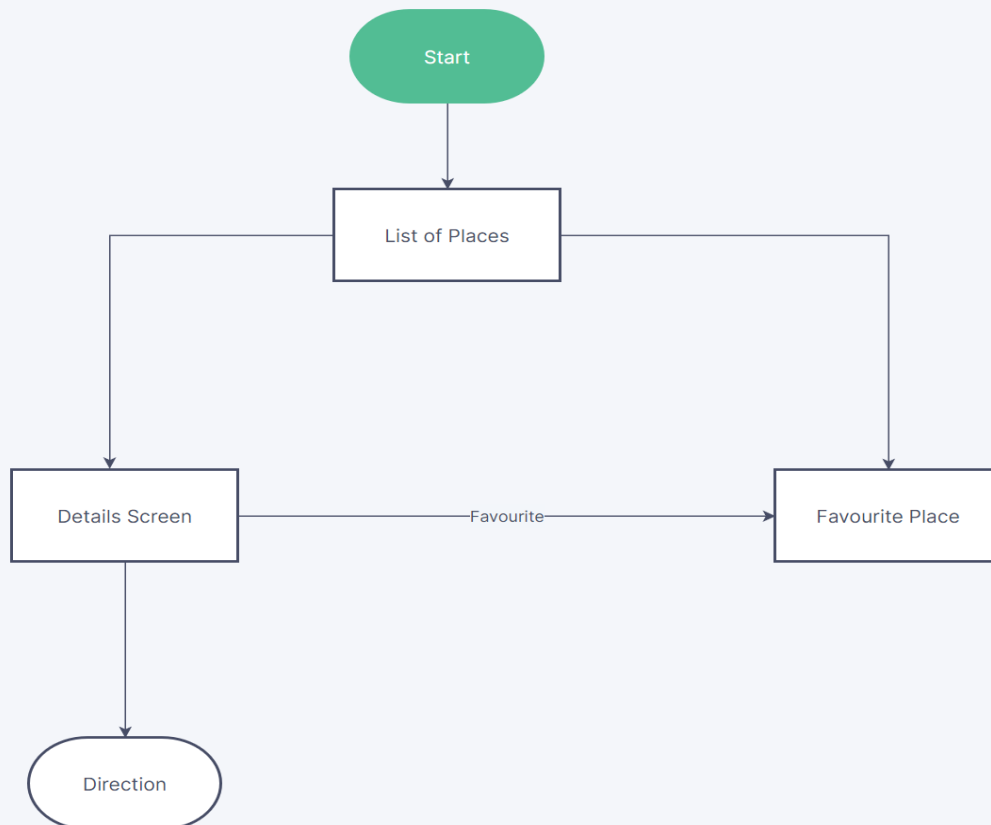 Start
List of Places
Details Screen
Favourite
Favourite Place
Direction